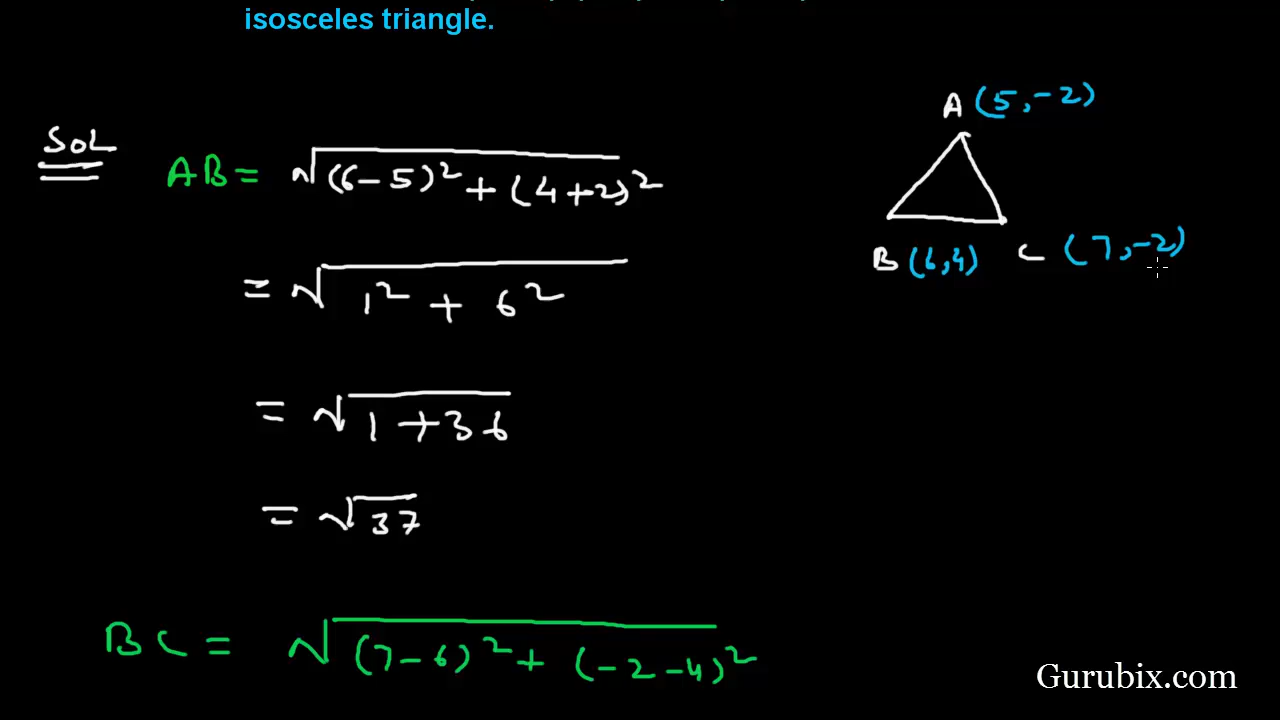 isosceles triangle.
A (5, -2)
SOL
AB = √(6-5)² + (4+2)²
B (6,4) C (7, -2)
= √1² + 6²
= √1+36
= √37
BC = √(7-6)² + (-2-4)²
Gurubix.com